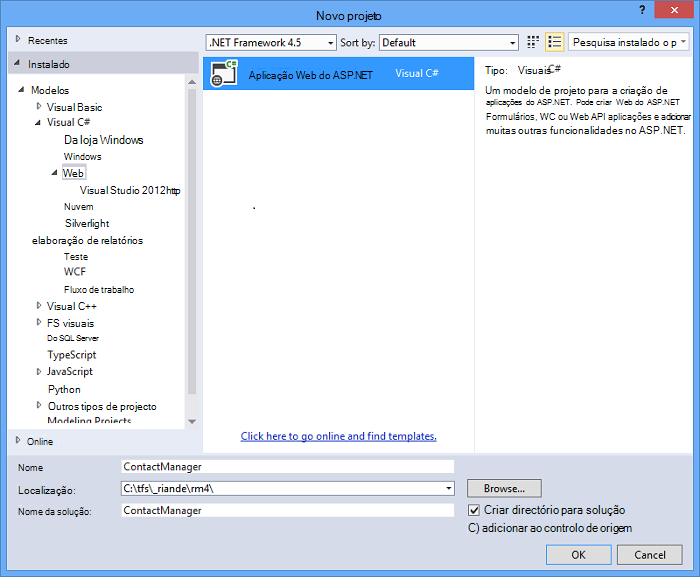 Novo projeto
?
Recentes
.NET Framework 4.5 Sort by: Default Pesquisa instalado o p
Instalado
Modelos
Visual Basic
Visual C#
Da loja Windows
Windows
Web
Visual Studio 2012http
Nuvem
Silverlight
elaboração de relatórios
Teste
WCF
Fluxo de trabalho
Visual C++
FS visuais
Do SQL Server
TypeScript
JavaScript
Python
Outros tipos de projecto
Modeling Projects
Online
C# Aplicação Web do ASP.NET Visual C#
Click here to go online and find templates.
Tipo: VisuaisC#
Um modelo de projeto para a criação de
aplicações do ASP.NET. Pode criar Web do ASP.NET
Formulários, WC ou Web API aplicações e adicionar
muitas outras funcionalidades no ASP.NET.
Nome ContactManager
Localização: C:\tfs\_riande\rm4\ Browse...
Nome da solução: ContactManager
Criar directório para solução
C) adicionar ao controlo de origem
OK Cancel